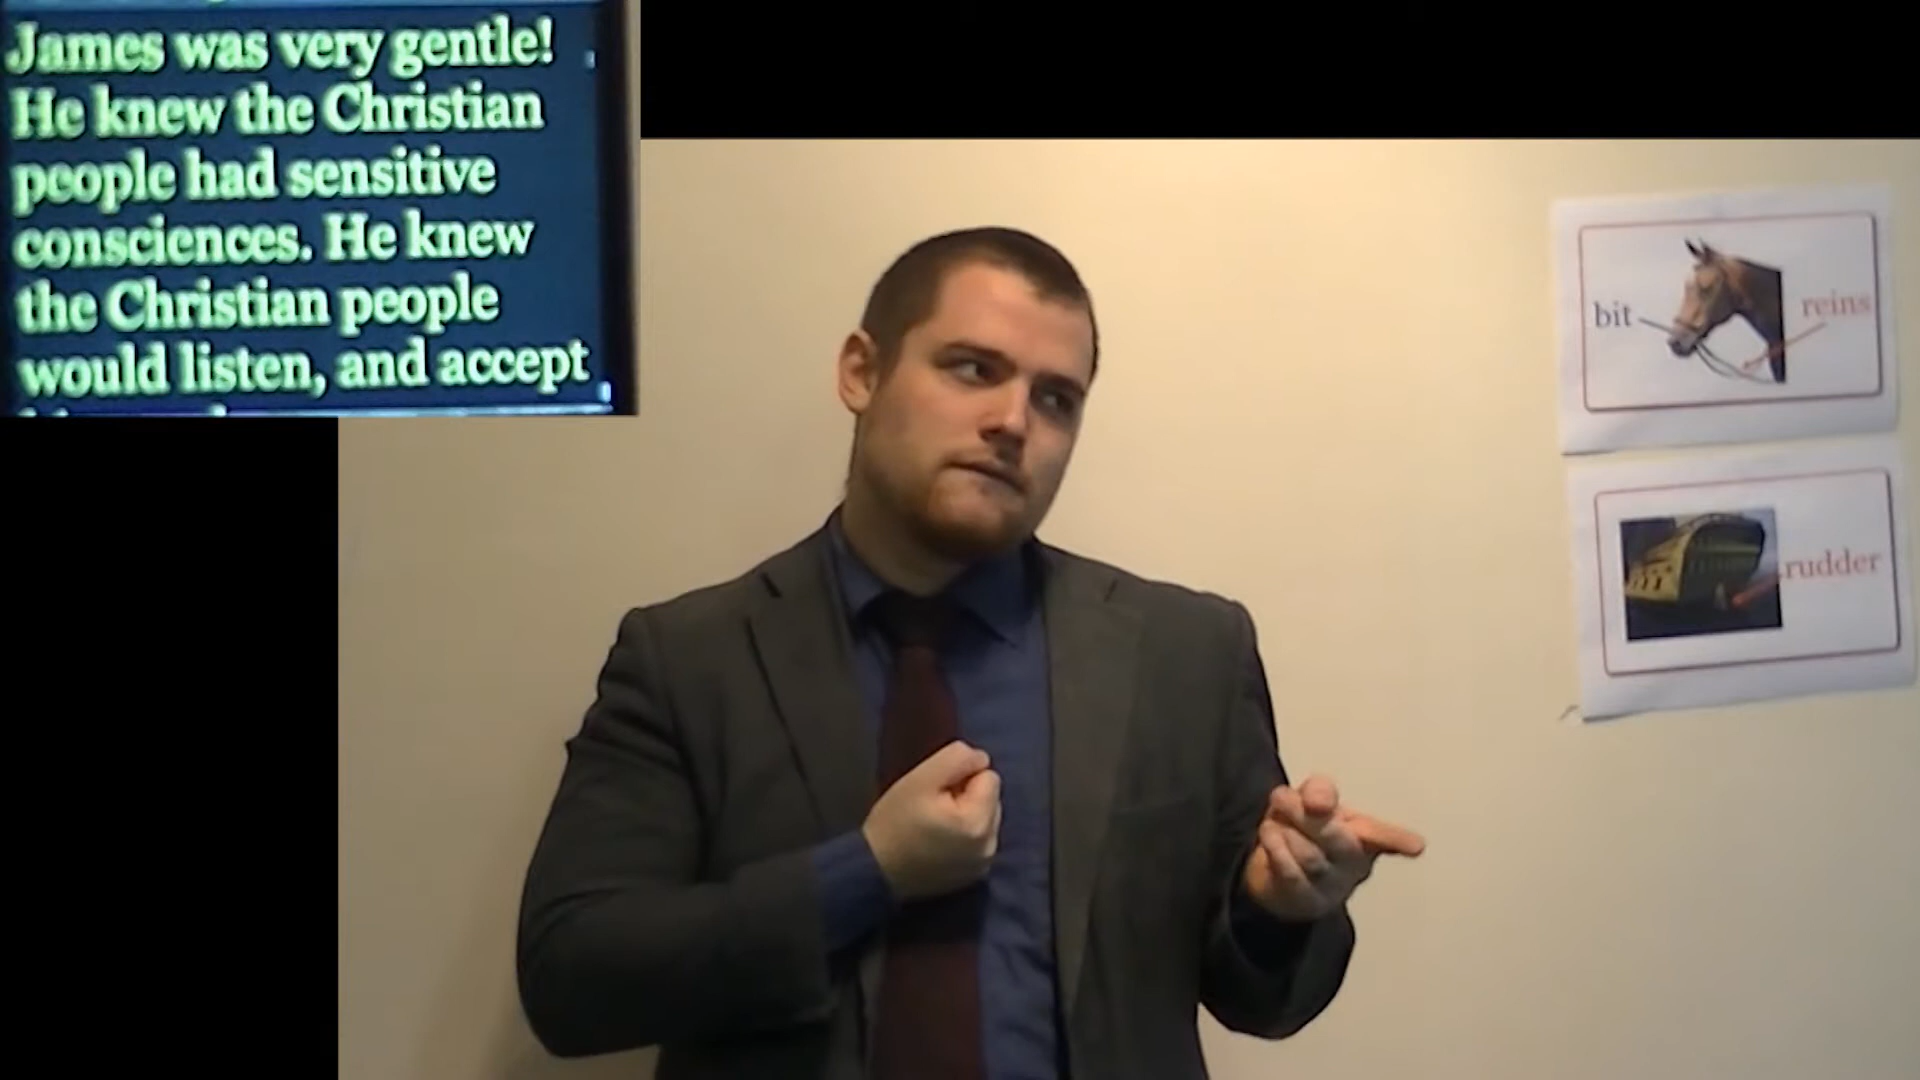 James was very gentle!
He knew the Christian
people had sensitive
consciences. He knew
the Christian people
would listen, and accept
bit
reins
rudder